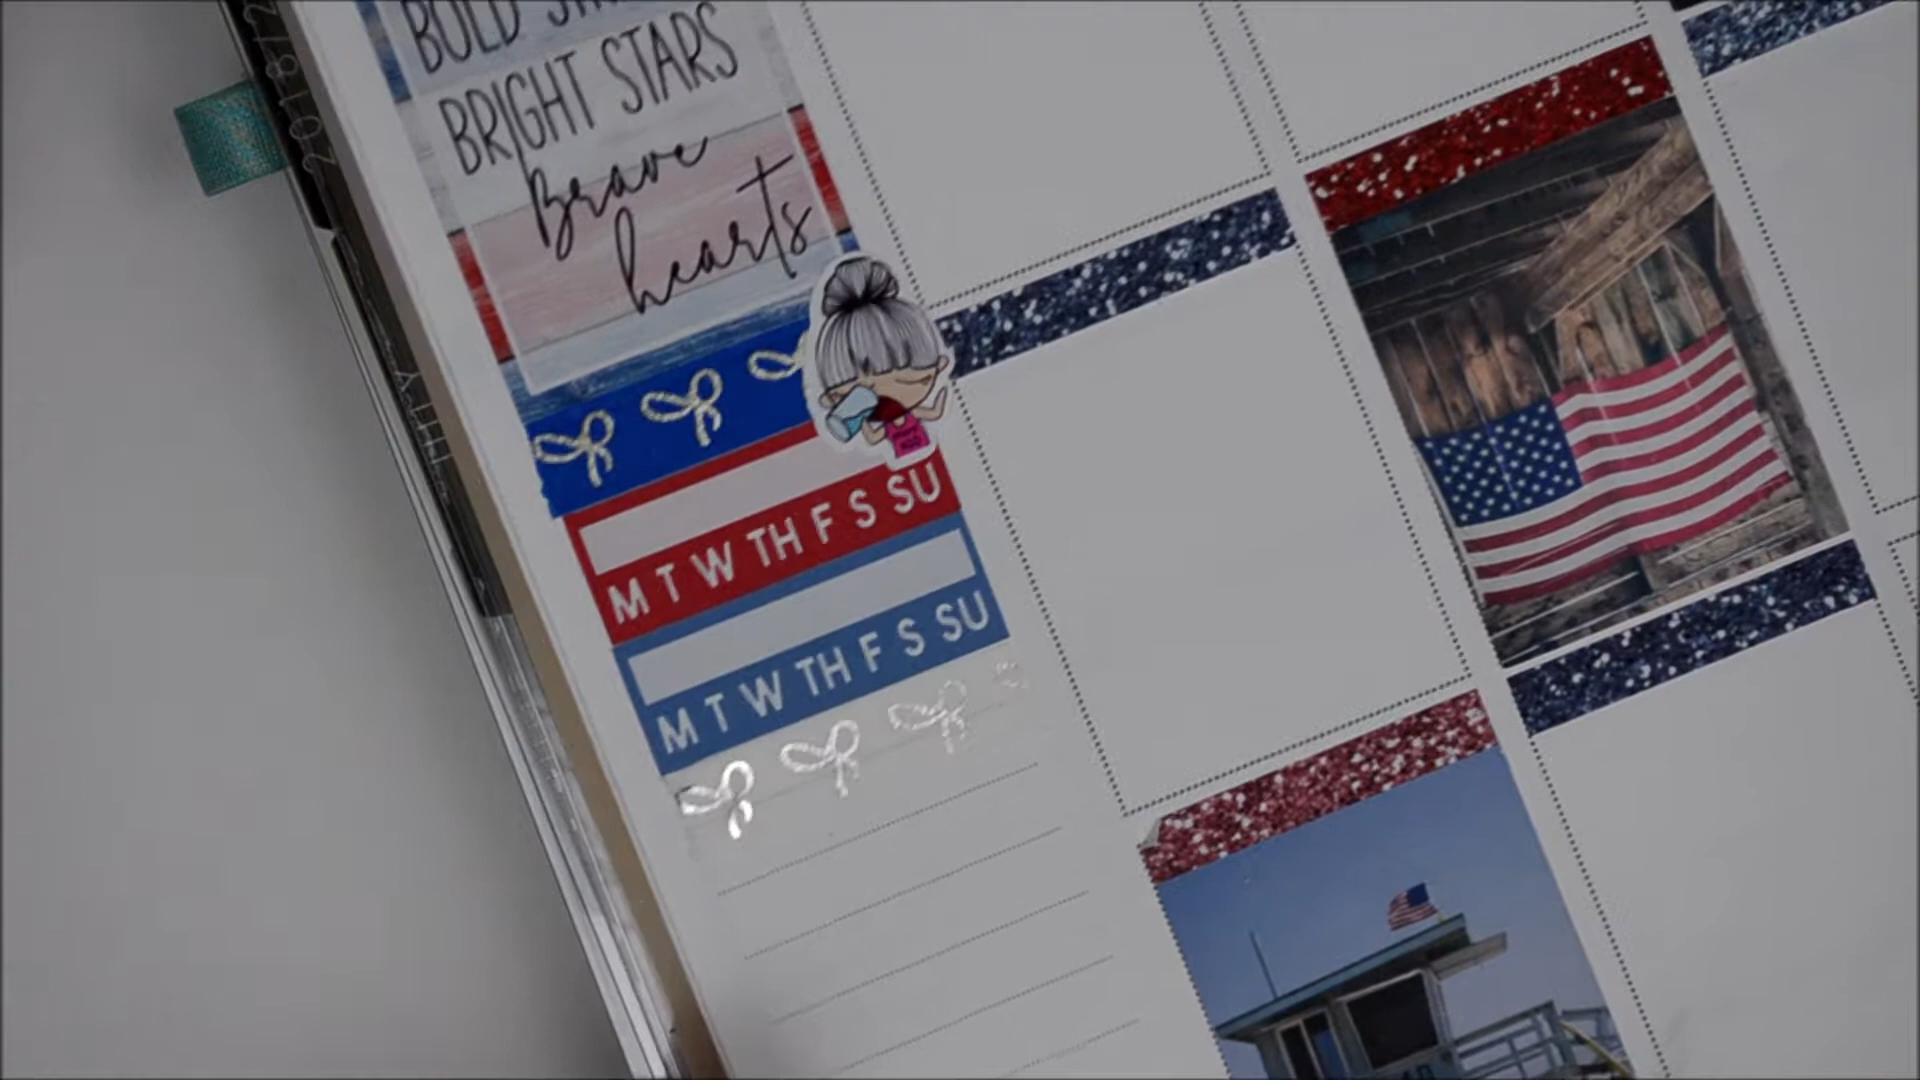 BRIGHT STARS
Brave
hearts
M T W TH F S SU
M T W TH F S SU